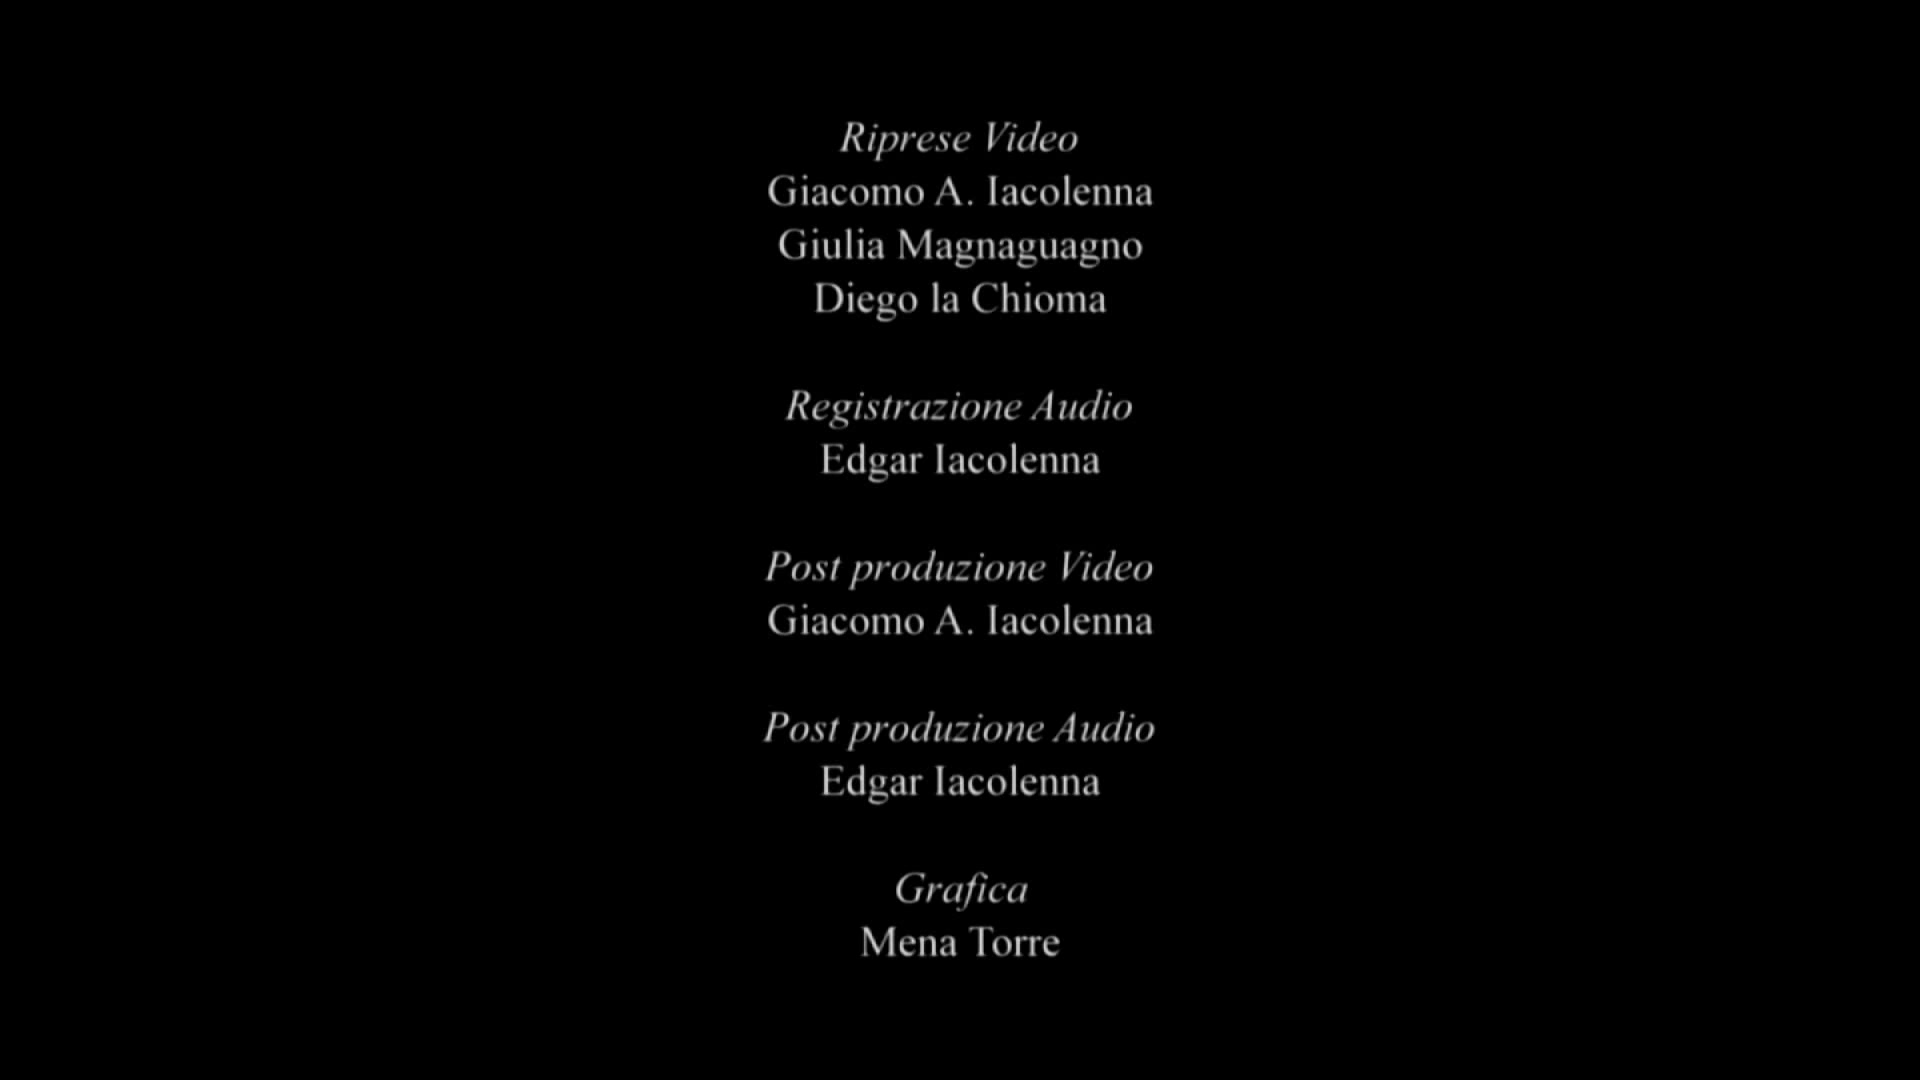 Riprese Video
Giacomo A. Iacolenna
Giulia Magnaguagno
Diego la Chioma
Registrazione Audio
Edgar Iacolenna
Post produzione Video
Giacomo A. Iacolenna
Post produzione Audio
Edgar Iacolenna
Grafica
Mena Torre